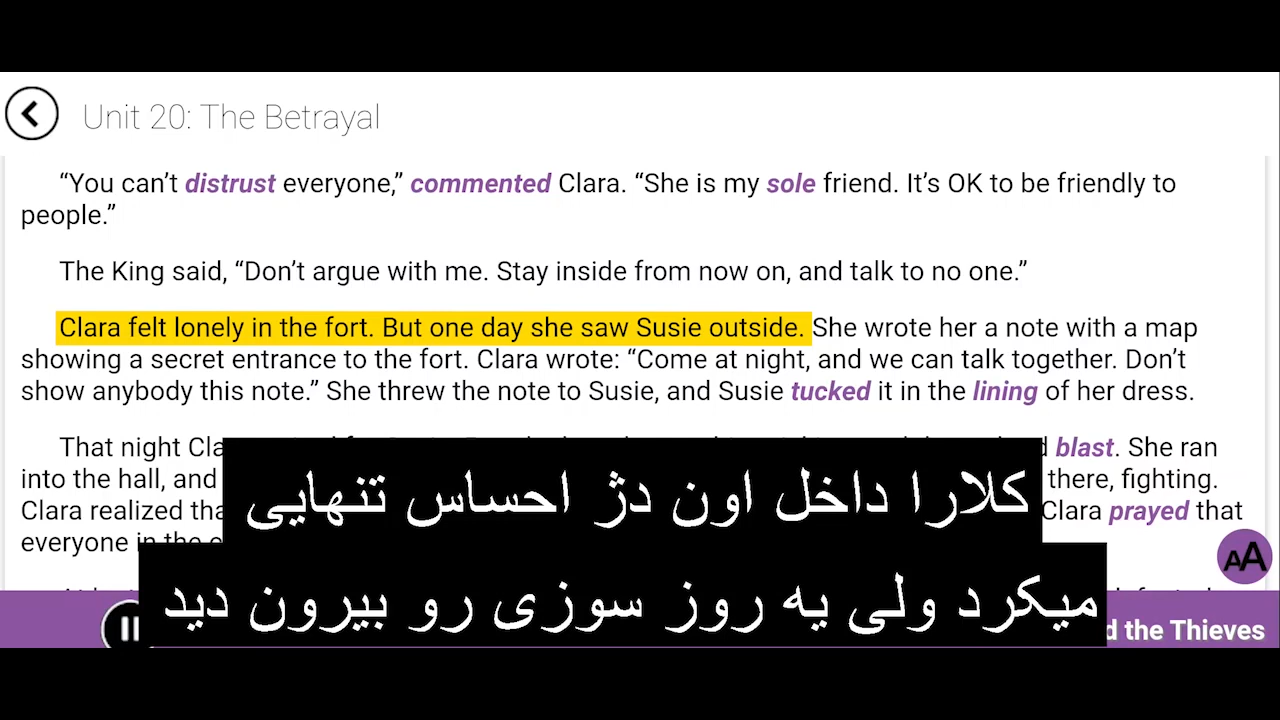 Unit 20: The Betrayal
“You can’t distrust everyone,” commented Clara. “She is my sole friend. It’s OK to be friendly to
people.”
The King said, “Don’t argue with me. Stay inside from now on, and talk to no one.”
Clara felt lonely in the fort. But one day she saw Susie outside. She wrote her a note with a map
showing a secret entrance to the fort. Clara wrote: “Come at night, and we can talk together. Don’t
show anybody this note.” She threw the note to Susie, and Susie tucked it in the lining of her dress.
That night blast. She ran
into the hall, and there, fighting.
Clara realized Clara prayed that
everyone in the
کلارا داخل اون دژ احساس تنهایی
میکرد ولی یه روز سوزی رو بیرون دید
AA
the Thieves